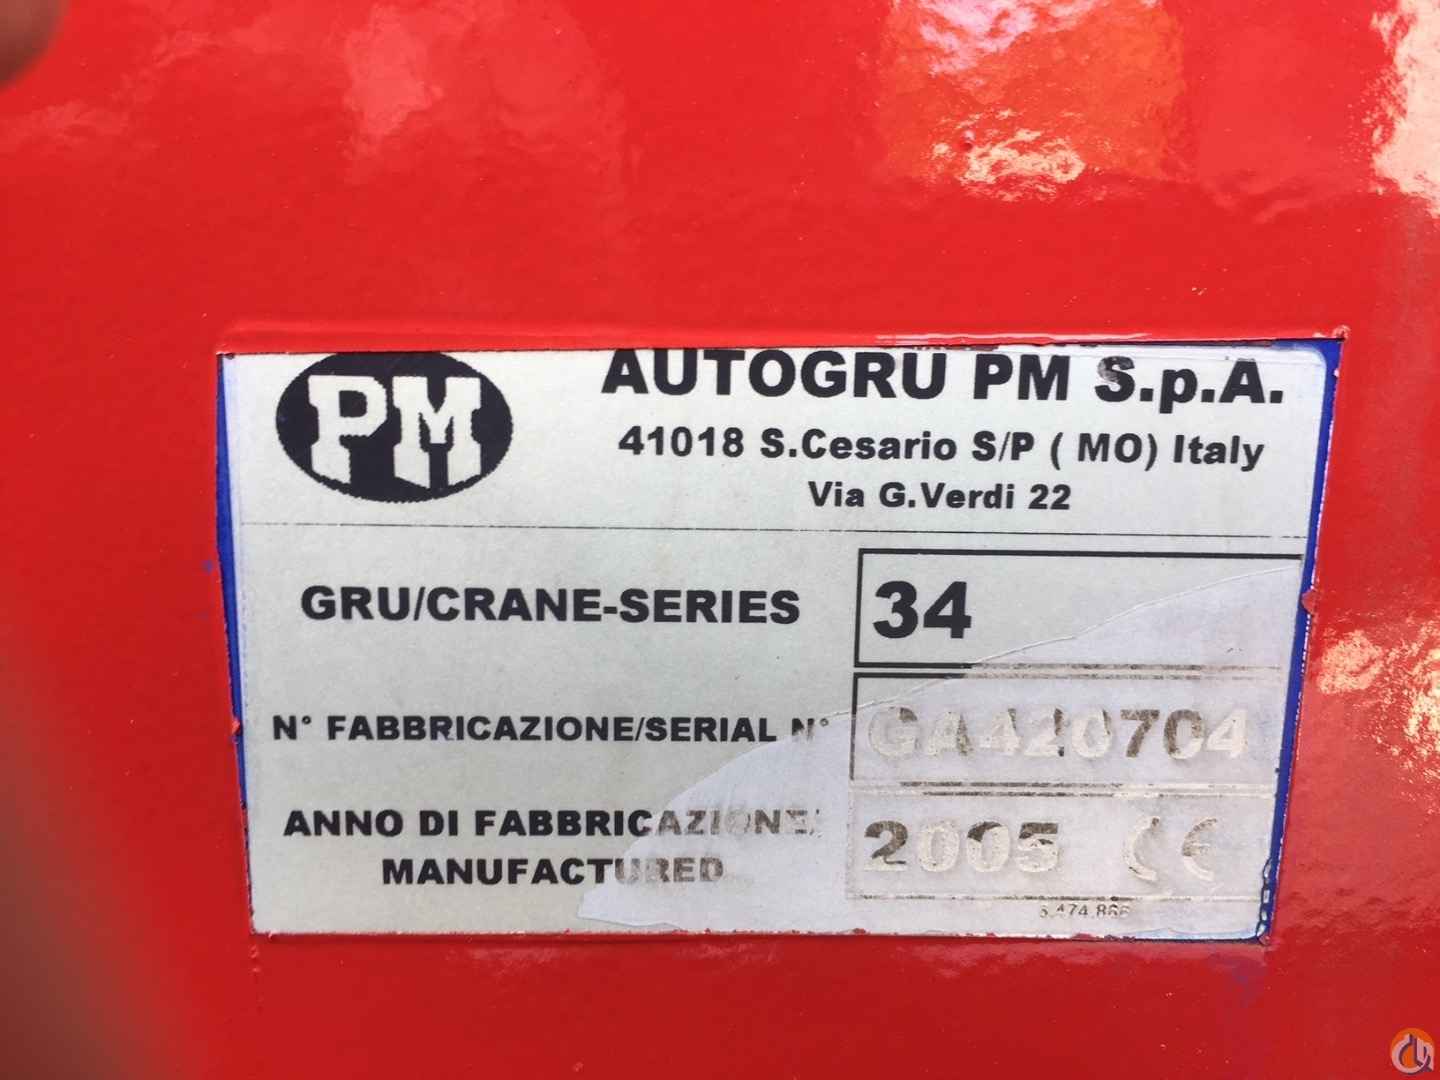 PM
AUTOGRU PM S.p.A.
41018 S.Cesario S/P ( MO) Italy
Via G.Verdi 22
GRU/CRANE-SERIES 34
N° FABBRICAZIONE/SERIAL N° GA420704
ANNO DI FABBRICAZIONE/
MANUFACTURED
2005 CE